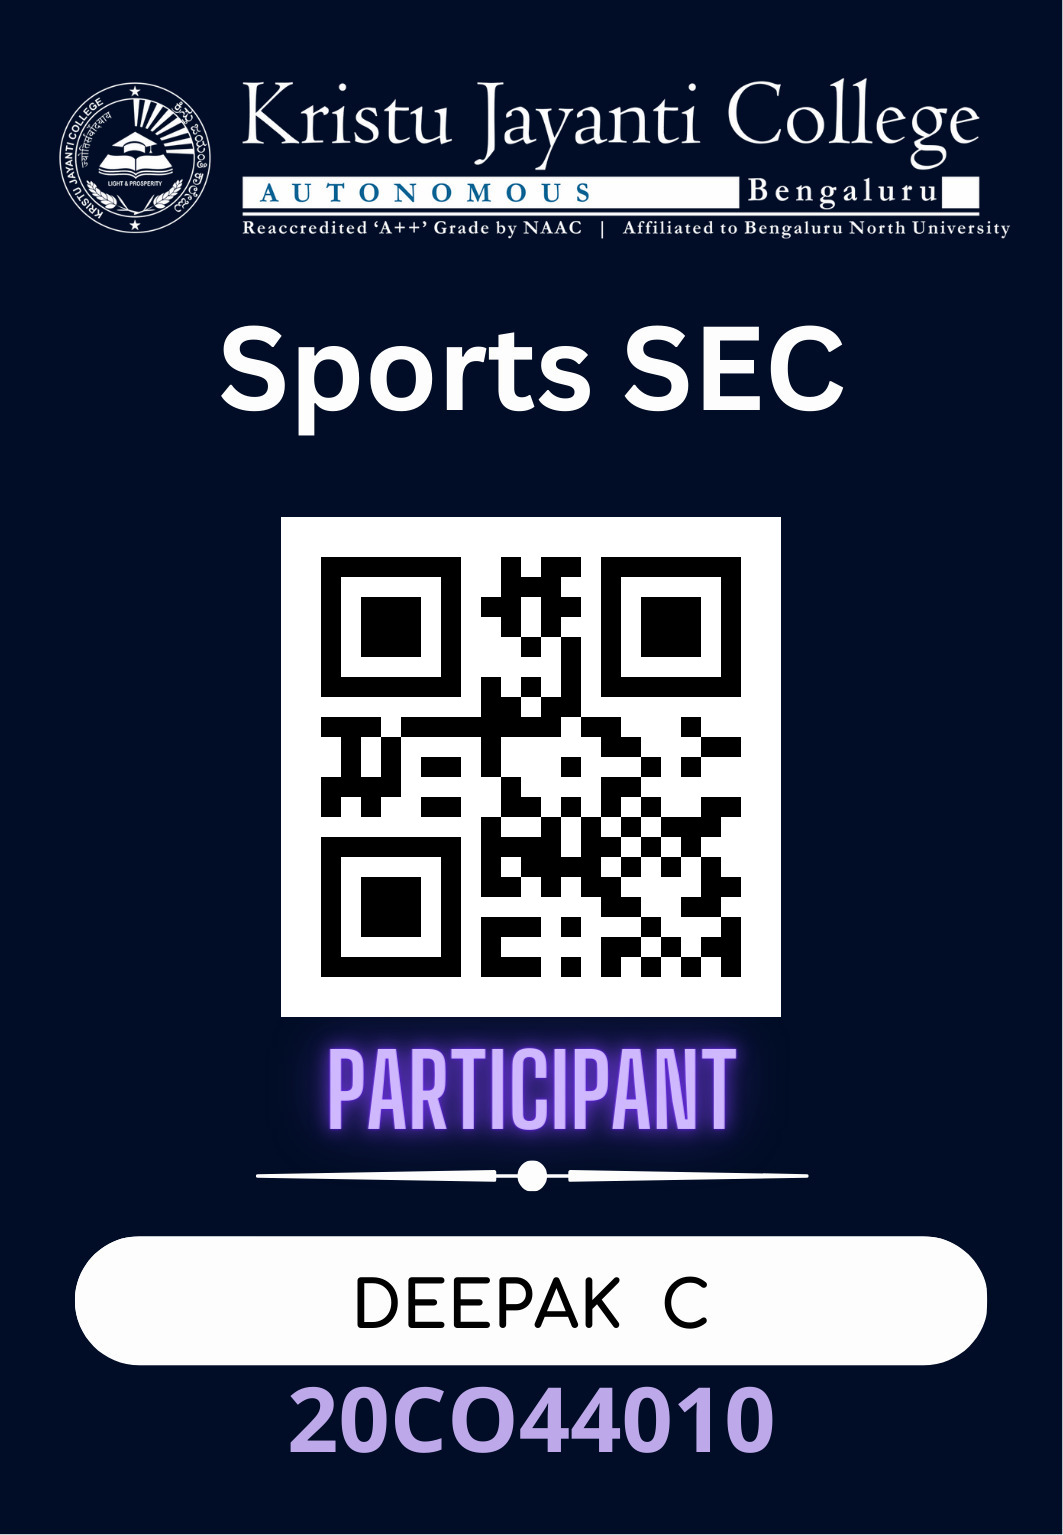 KRISTU JAYANTI COLLEGE
LIGHT & PROSPERITY
Kristu Jayanti College
AUTONOMOUS Bengaluru
Reaccredited ‘A++’ Grade by NAAC | Affiliated to Bengaluru North University
Sports SEC
PARTICIPANT
DEEPAK C
20CO44010